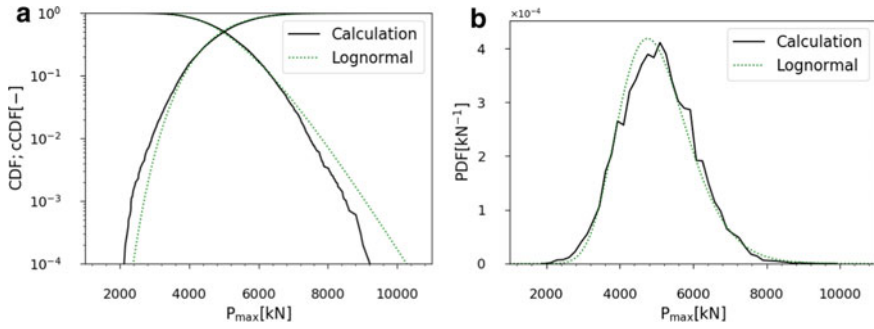 a
CDF; cCDF[−]
10⁰
10⁻¹
10⁻²
10⁻³
10⁻⁴
Calculation
Lognormal
2000 4000 6000 8000 10000
Pmax[kN]
b
×10⁻⁴
PDF[kN⁻¹]
4
3
2
1
0
Calculation
Lognormal
2000 4000 6000 8000 10000
Pmax[kN]